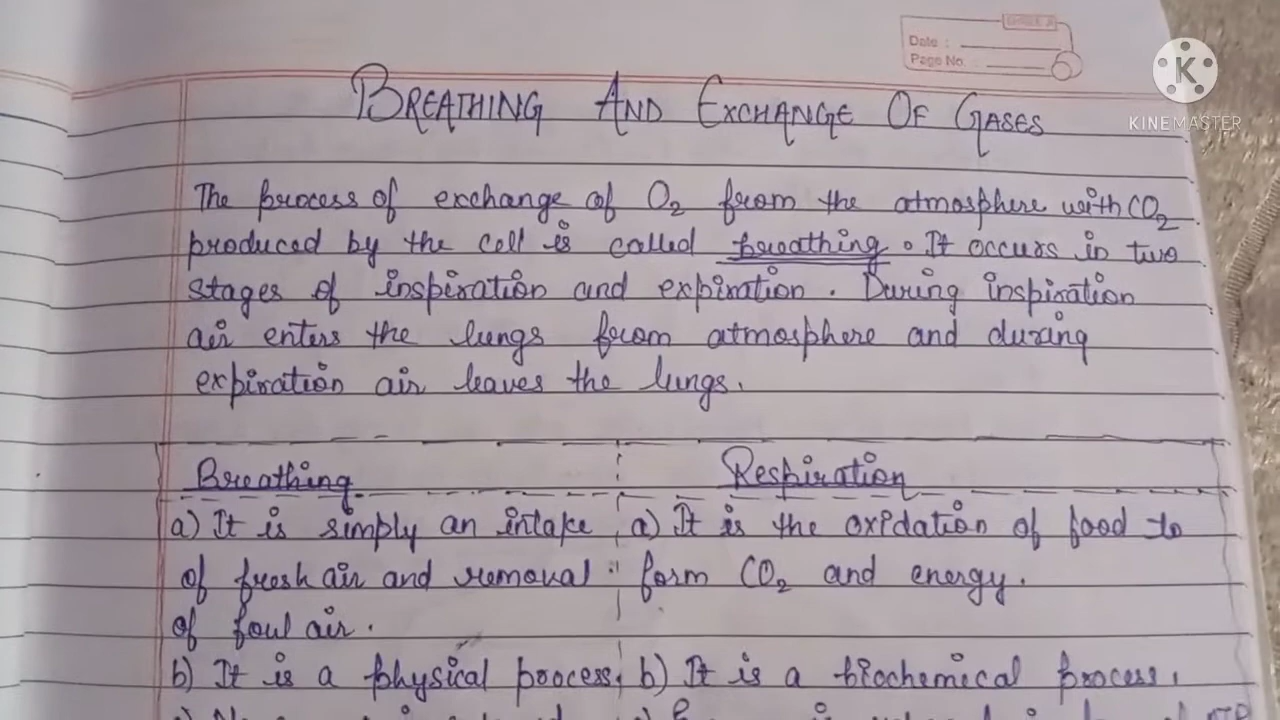 Date :
Page No.
K
KINEMASTER
BREATHING AND EXCHANGE OF GASES
The process of exchange of O₂ from the atmosphere with CO₂
produced by the cell is called breathing. It occurs in two
stages of inspiration and expiration. During inspiration
air enters the lungs from atmosphere and during
expiration air leaves the lungs.
Breathing
Respiration
a) It is simply an intake
of fresh air and removal
of foul air.
b) It is a physical process.
a) It is the oxidation of food to
form CO₂ and energy.
b) It is a biochemical process.